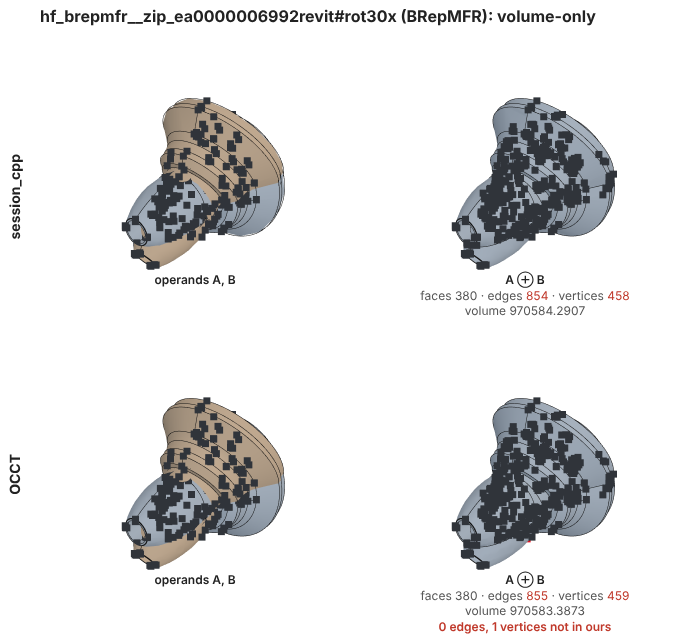 hf_brepmfr__zip_ea0000006992revit#rot30x (BRepMFR): volume-only
session_cpp
operands A, B
A ⊕ B
faces 380 · edges 854 · vertices 458
volume 970584.2907
OCCT
operands A, B
A ⊕ B
faces 380 · edges 855 · vertices 459
volume 970583.3873
0 edges, 1 vertices not in ours